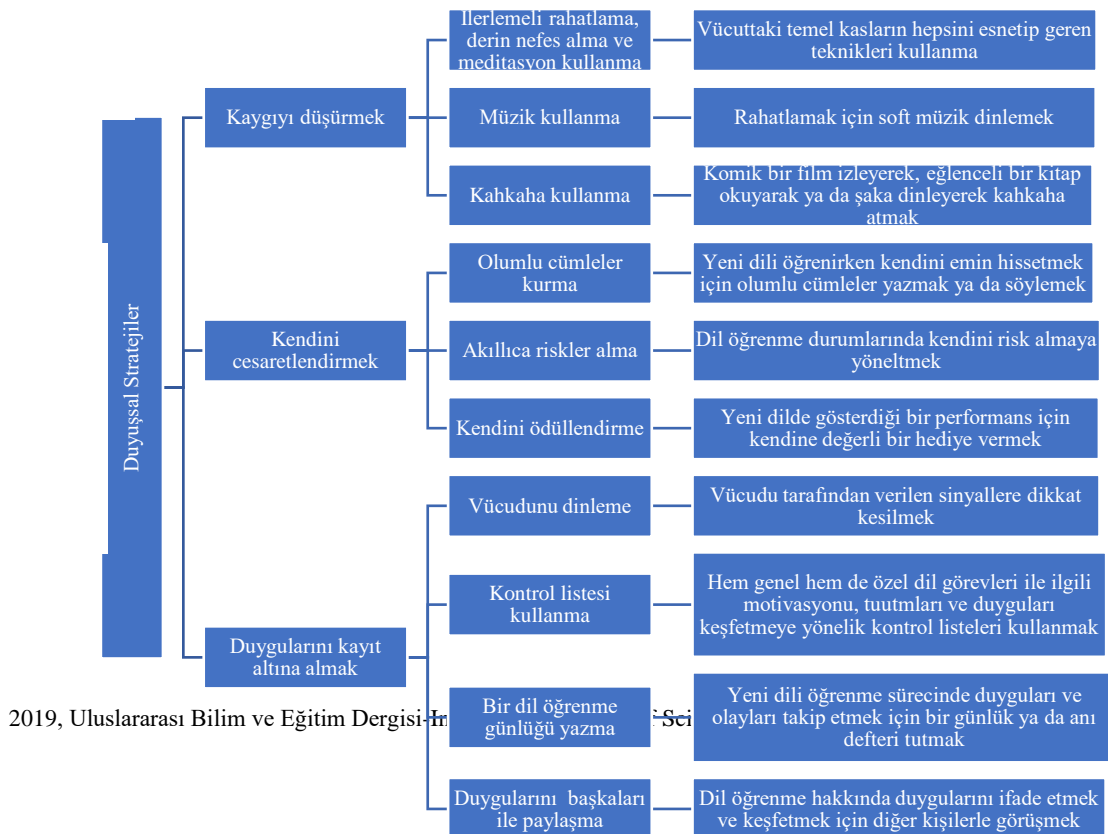 Duyuşsal Stratejiler
Kaygıyı düşürmek
İlerlemeli rahatlama,
derin nefes alma ve
meditasyon kullanma
Vücuttaki temel kasların hepsini esnetip geren
teknikleri kullanma
Müzik kullanma
Rahatlamak için soft müzik dinlemek
Kahkaha kullanma
Komik bir film izleyerek, eğlenceli bir kitap
okuyarak ya da şaka dinleyerek kahkaha
atmak
Kendini
cesaretlendirmek
Olumlu cümleler
kurma
Yeni dili öğrenirken kendini emin hissetmek
için olumlu cümleler yazmak ya da söylemek
Akıllıca riskler alma
Dil öğrenme durumlarında kendini risk almaya
yöneltmek
Kendini ödüllendirme
Yeni dilde gösterdiği bir performans için
kendine değerli bir hediye vermek
Duygularını kayıt
altına almak
Vücudunu dinleme
Vücudu tarafından verilen sinyallere dikkat
kesilmek
Kontrol listesi
kullanma
Hem genel hem de özel dil görevleri ile ilgili
motivasyonu, tuutmları ve duyguları
keşfetmeye yönelik kontrol listeleri kullanmak
Bir dil öğrenme
günlüğü yazma
Yeni dili öğrenme sürecinde duyguları ve
olayları takip etmek için bir günlük ya da anı
defteri tutmak
Duygularını başkaları
ile paylaşma
Dil öğrenme hakkında duygularını ifade etmek
ve keşfetmek için diğer kişilerle görüşmek
2019, Uluslararası Bilim ve Eğitim Dergisi-